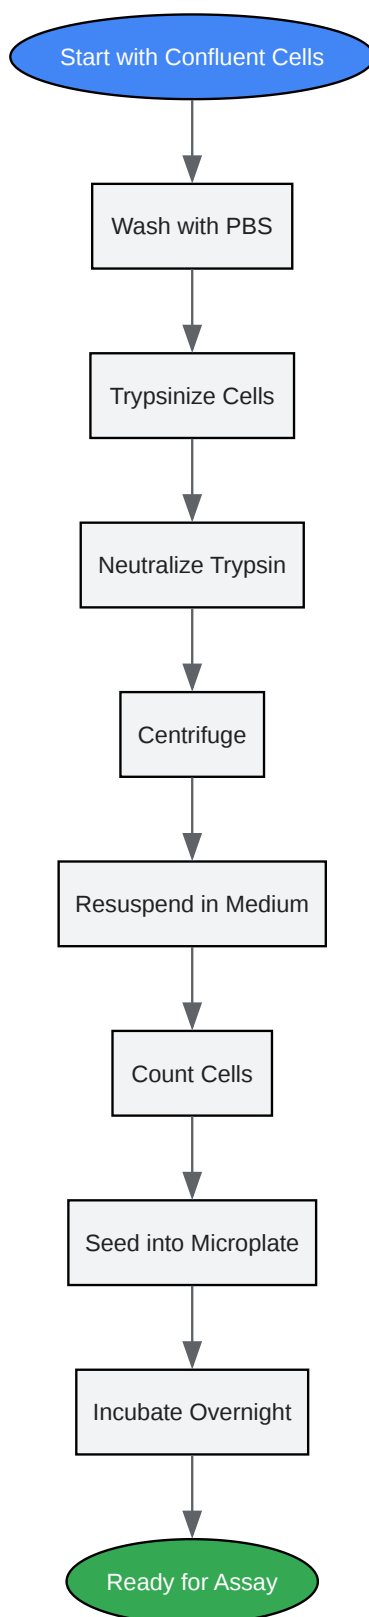 Start with Confluent Cells
Wash with PBS
Trypsinize Cells
Neutralize Trypsin
Centrifuge
Resuspend in Medium
Count Cells
Seed into Microplate
Incubate Overnight
Ready for Assay